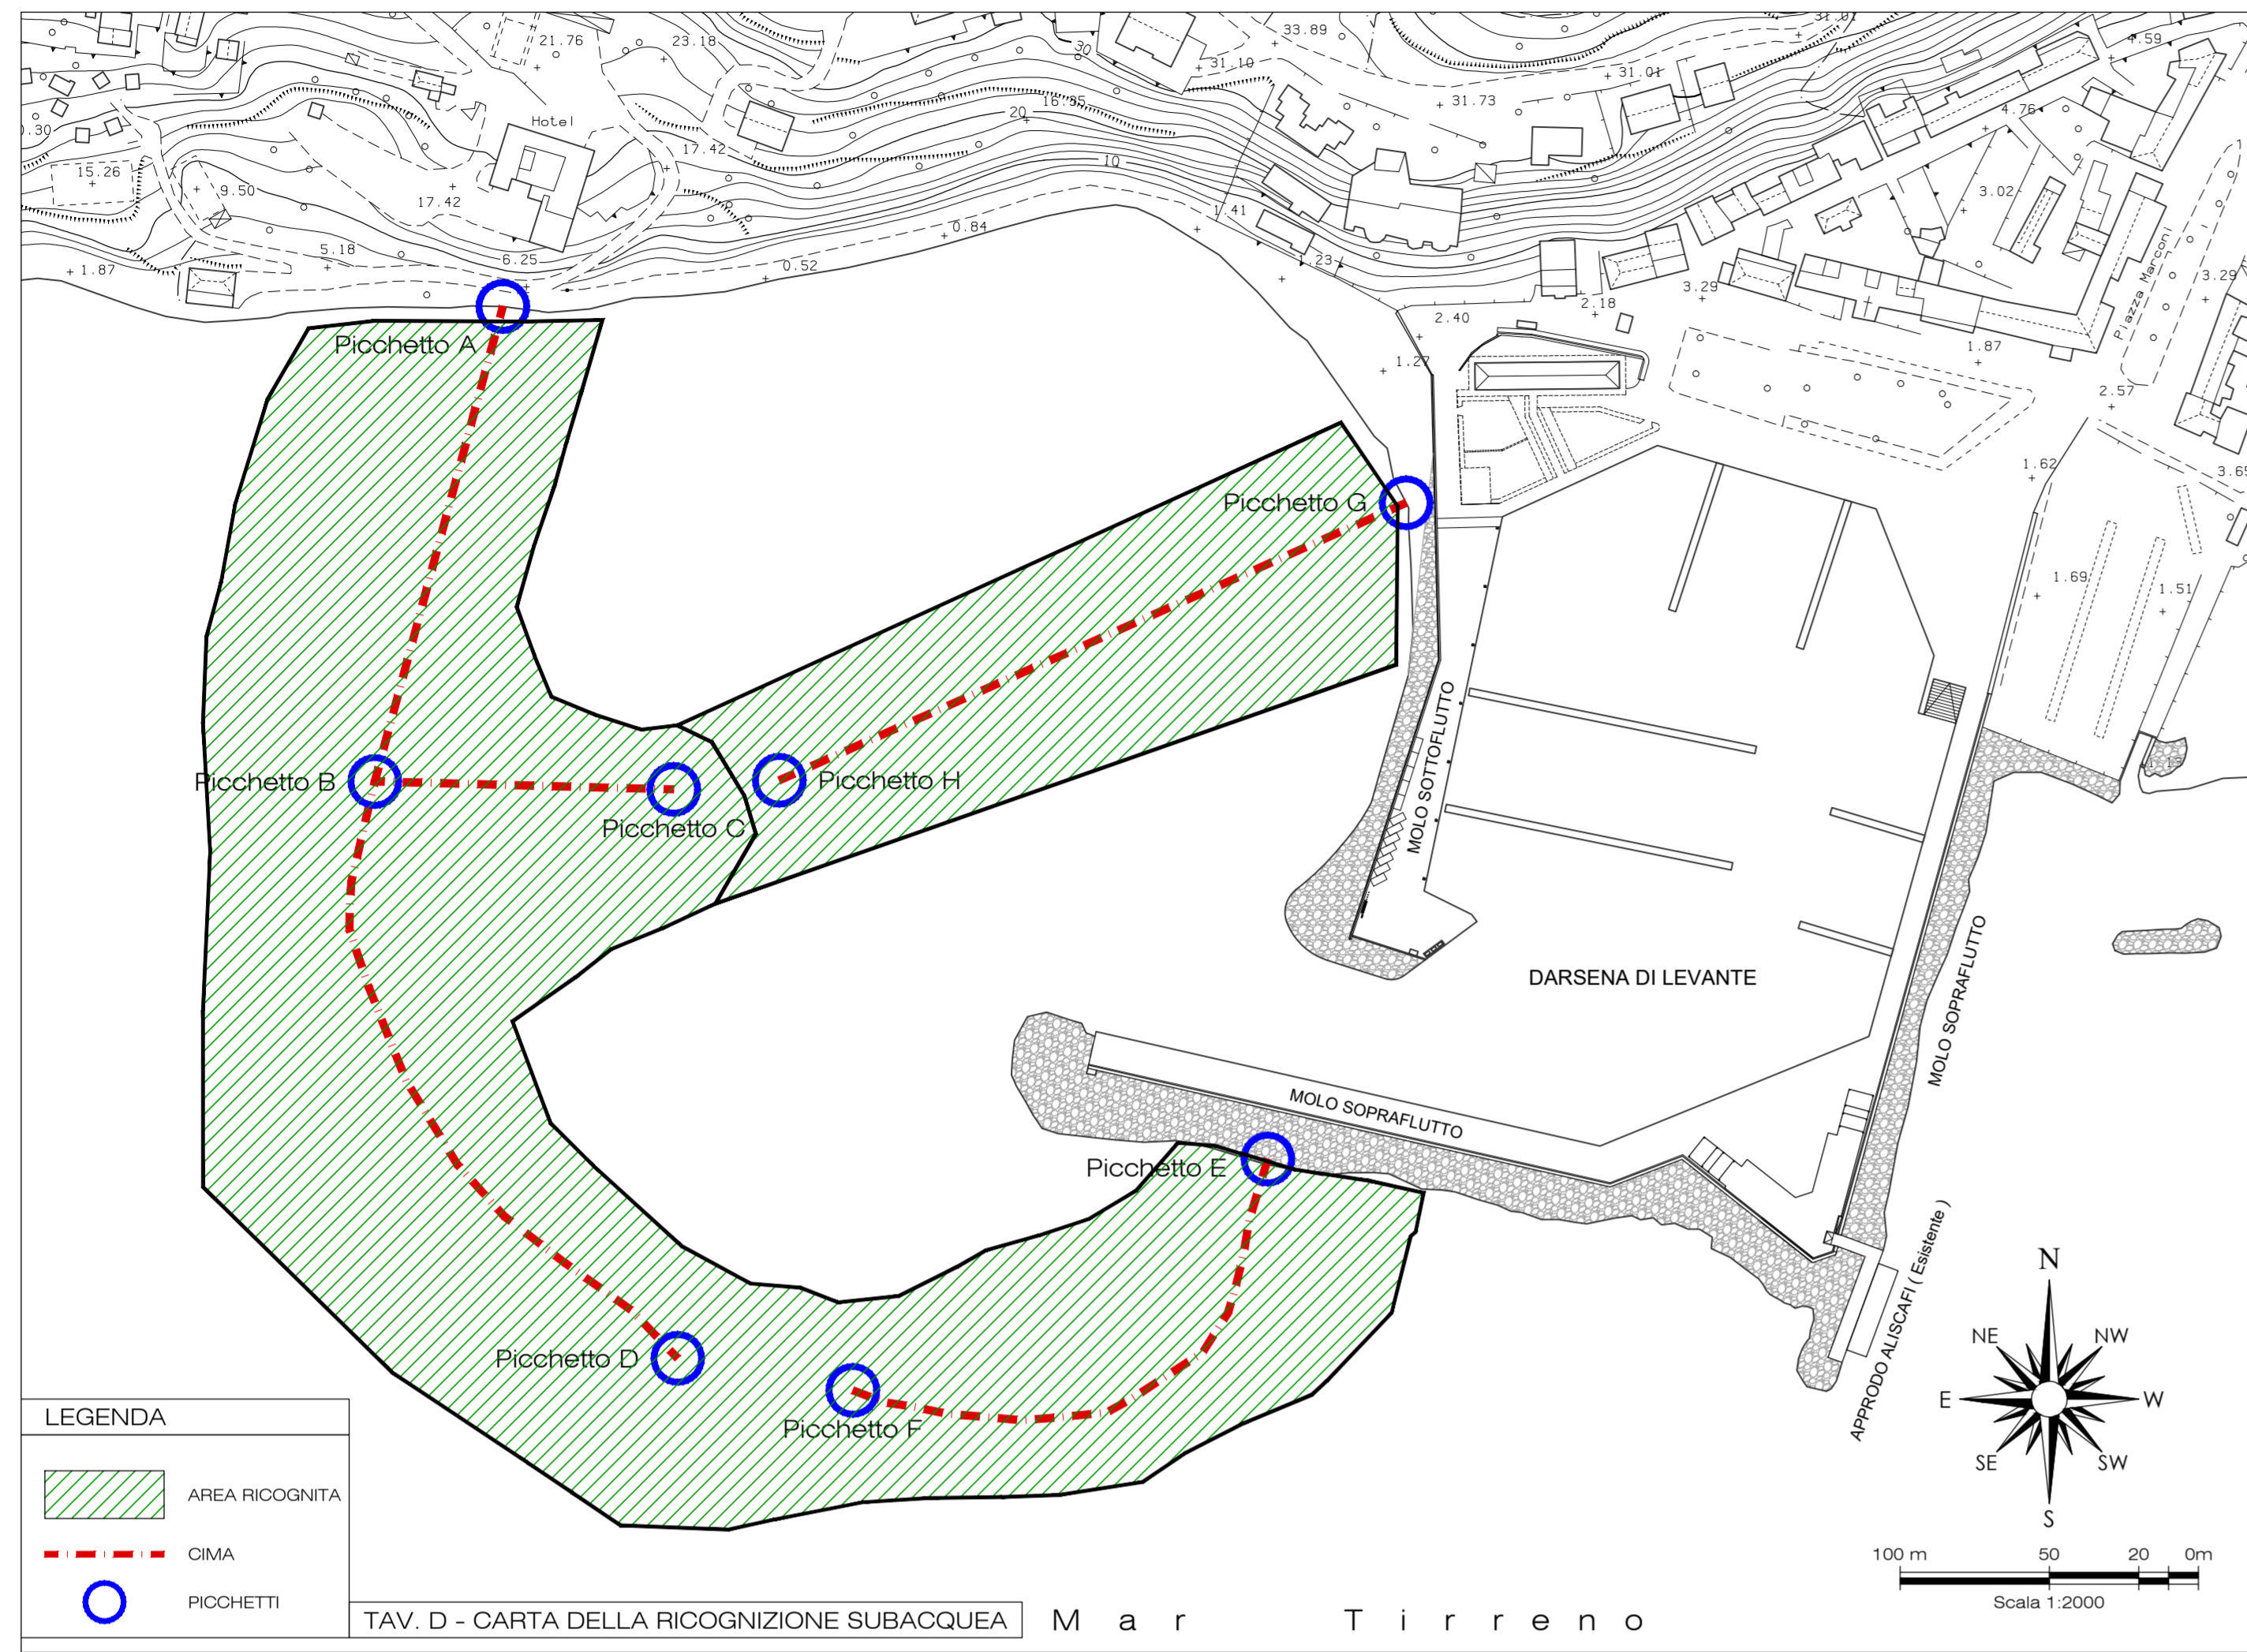 21.76
23.18
33.89
31.01
4.59
30
31.10
31.01
31.73
16.35
20
4.76
Hotel
17.42
10
15.26
9.50
17.42
3.02
1.41
0.84
5.18
6.25
1.87
0.52
1.23
Piazza Marconi
3.29
3.29
2.18
2.40
1.87
1.27
2.57
Picchetto A
1.62
3.65
Picchetto G
1.69
1.51
Picchetto B
Picchetto H
Picchetto C
MOLO SOTTOFLUTTO
DARSENA DI LEVANTE
MOLO SOPRAFLUTTO
MOLO SOPRAFLUTTO
Picchetto E
APPRODO ALISCAFI ( Esistente )
Picchetto D
Picchetto F
N
NE
NW
E
W
SE
SW
S
LEGENDA
AREA RICOGNITA
CIMA
PICCHETTI
100 m 50 20 0m
Scala 1:2000
TAV. D - CARTA DELLA RICOGNIZIONE SUBACQUEA
Mar Tirreno